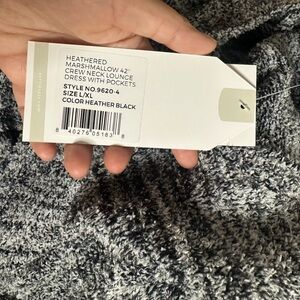 HEATHERED
MARSHMALLOW 42"
CREW NECK LOUNGE
DRESS WITH POCKETS
STYLE NO.9620-4
SIZE L/XL
COLOR HEATHER BLACK
8 40276 05183 8